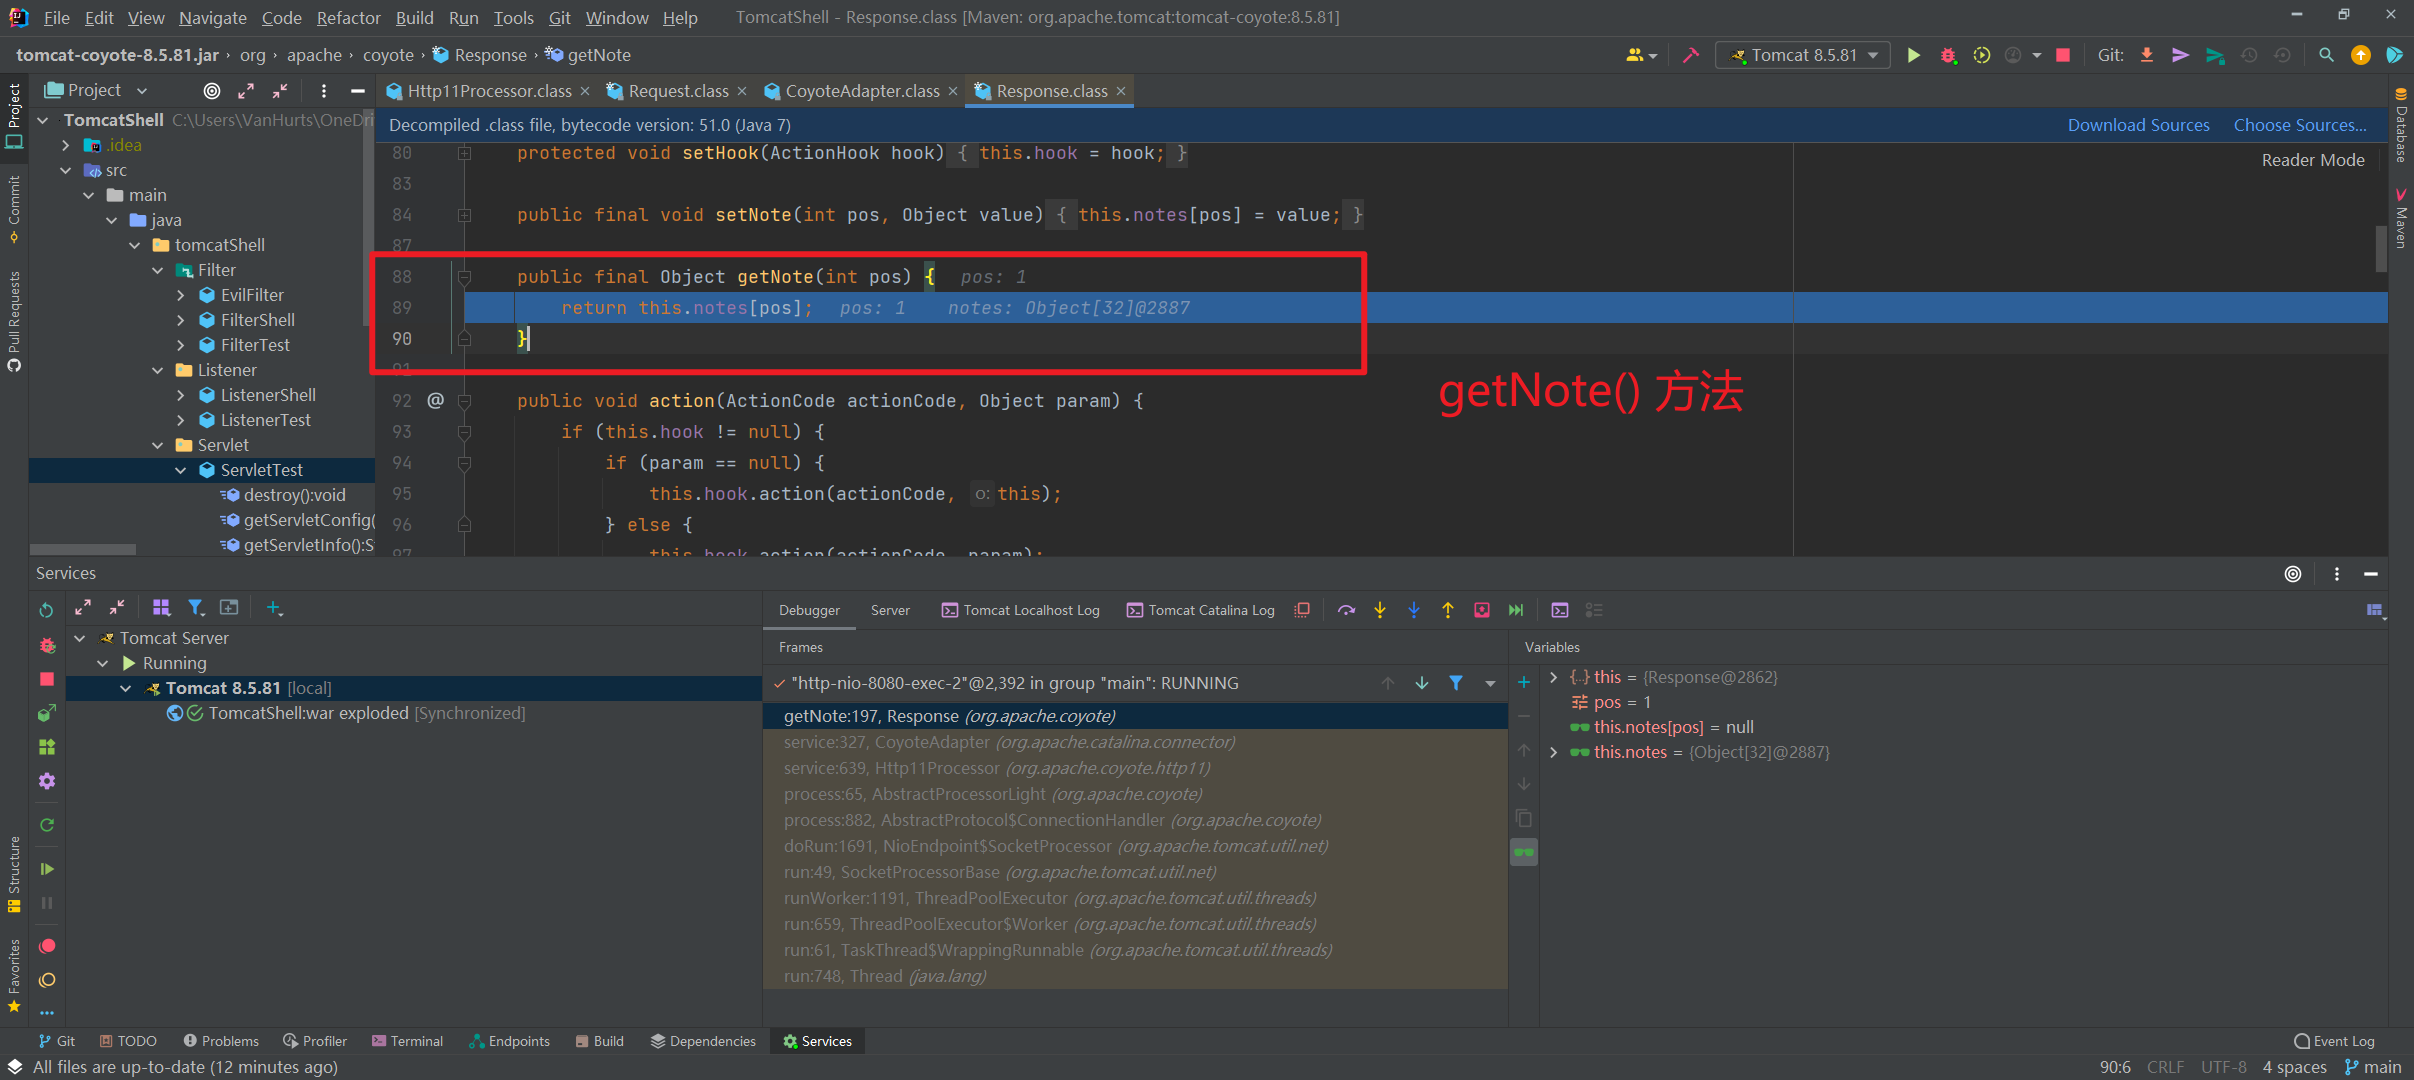 File Edit View Navigate Code Refactor Build Run Tools Git Window Help TomcatShell - Response.class [Maven: org.apache.tomcat:tomcat-coyote:8.5.81]
tomcat-coyote-8.5.81.jar › org › apache › coyote › Response › getNote Tomcat 8.5.81 Git:
Project Http11Processor.class Request.class CoyoteAdapter.class Response.class
Decompiled .class file, bytecode version: 51.0 (Java 7) Download Sources Choose Sources...
Reader Mode
Project
Commit
Pull Requests
Structure
Favorites
Database
Maven
TomcatShell C:\Users\VanHurts\OneDri
.idea
src
main
java
tomcatShell
Filter
EvilFilter
FilterShell
FilterTest
Listener
ListenerShell
ListenerTest
Servlet
ServletTest
destroy():void
getServletConfig(
getServletInfo():S
80 protected void setHook(ActionHook hook) { this.hook = hook; }
83
84 public final void setNote(int pos, Object value) { this.notes[pos] = value; }
87
88 public final Object getNote(int pos) { pos: 1
89 return this.notes[pos]; pos: 1 notes: Object[32]@2887
90 }
91
92 @ public void action(ActionCode actionCode, Object param) {
93 if (this.hook != null) {
94 if (param == null) {
95 this.hook.action(actionCode, o: this);
96 } else {
97 this.hook.action(actionCode, param);
getNote() 方法
Services
Tomcat Server
Running
Tomcat 8.5.81 [local]
TomcatShell:war exploded [Synchronized]
Debugger Server Tomcat Localhost Log Tomcat Catalina Log
Frames
"http-nio-8080-exec-2"@2,392 in group "main": RUNNING
getNote:197, Response (org.apache.coyote)
service:327, CoyoteAdapter (org.apache.catalina.connector)
service:639, Http11Processor (org.apache.coyote.http11)
process:65, AbstractProcessorLight (org.apache.coyote)
process:882, AbstractProtocol$ConnectionHandler (org.apache.coyote)
doRun:1691, NioEndpoint$SocketProcessor (org.apache.tomcat.util.net)
run:49, SocketProcessorBase (org.apache.tomcat.util.net)
runWorker:1191, ThreadPoolExecutor (org.apache.tomcat.util.threads)
run:659, ThreadPoolExecutor$Worker (org.apache.tomcat.util.threads)
run:61, TaskThread$WrappingRunnable (org.apache.tomcat.util.threads)
run:748, Thread (java.lang)
Variables
this = {Response@2862}
pos = 1
this.notes[pos] = null
this.notes = {Object[32]@2887}
Git TODO Problems Profiler Terminal Endpoints Build Dependencies Services Event Log
All files are up-to-date (12 minutes ago) 90:6 CRLF UTF-8 4 spaces main